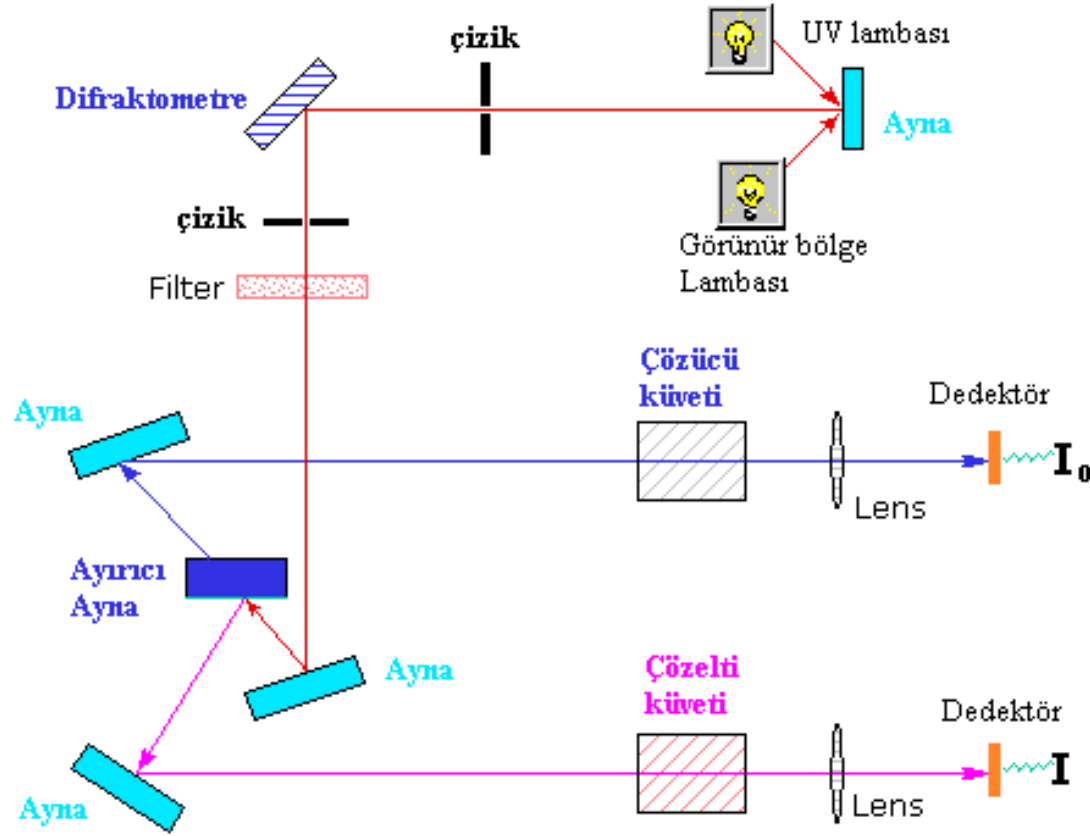 UV lambası
çizik
Difraktometre
Ayna
çizik
Görünür bölge
Lambası
Filter
Çözücü
küveti
Dedektör
Ayna
I0
Lens
Ayırıcı
Ayna
Ayna
Çözelti
küveti
Dedektör
I
Lens
Ayna